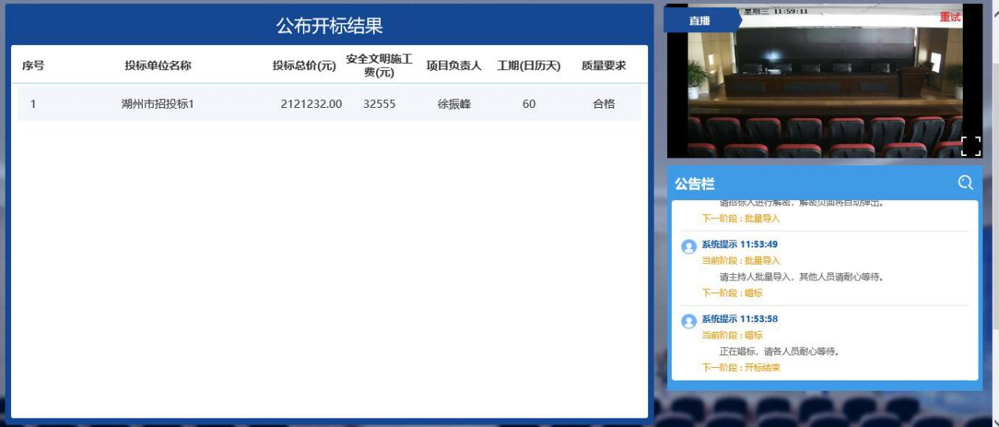 公布开标结果
序号 投标单位名称 投标总价(元) 安全文明施工费(元) 项目负责人 工期(日历天) 质量要求
1 湖州市招投标1 2121232.00 32555 徐振峰 60 合格
直播
星期三 11:59:11
重试
公告栏
请招标人进行解密，解密页面将自动弹出。
下一阶段 : 批量导入
系统提示 11:53:49
当前阶段 : 批量导入
请主持人批量导入，其他人员请耐心等待。
下一阶段 : 唱标
系统提示 11:53:58
当前阶段 : 唱标
正在唱标，请各人员耐心等待。
下一阶段 : 开标结束